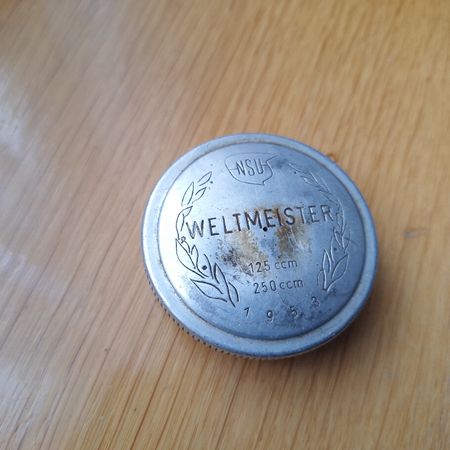 NSU
WELTMEISTER
125 ccm
250 ccm
1953